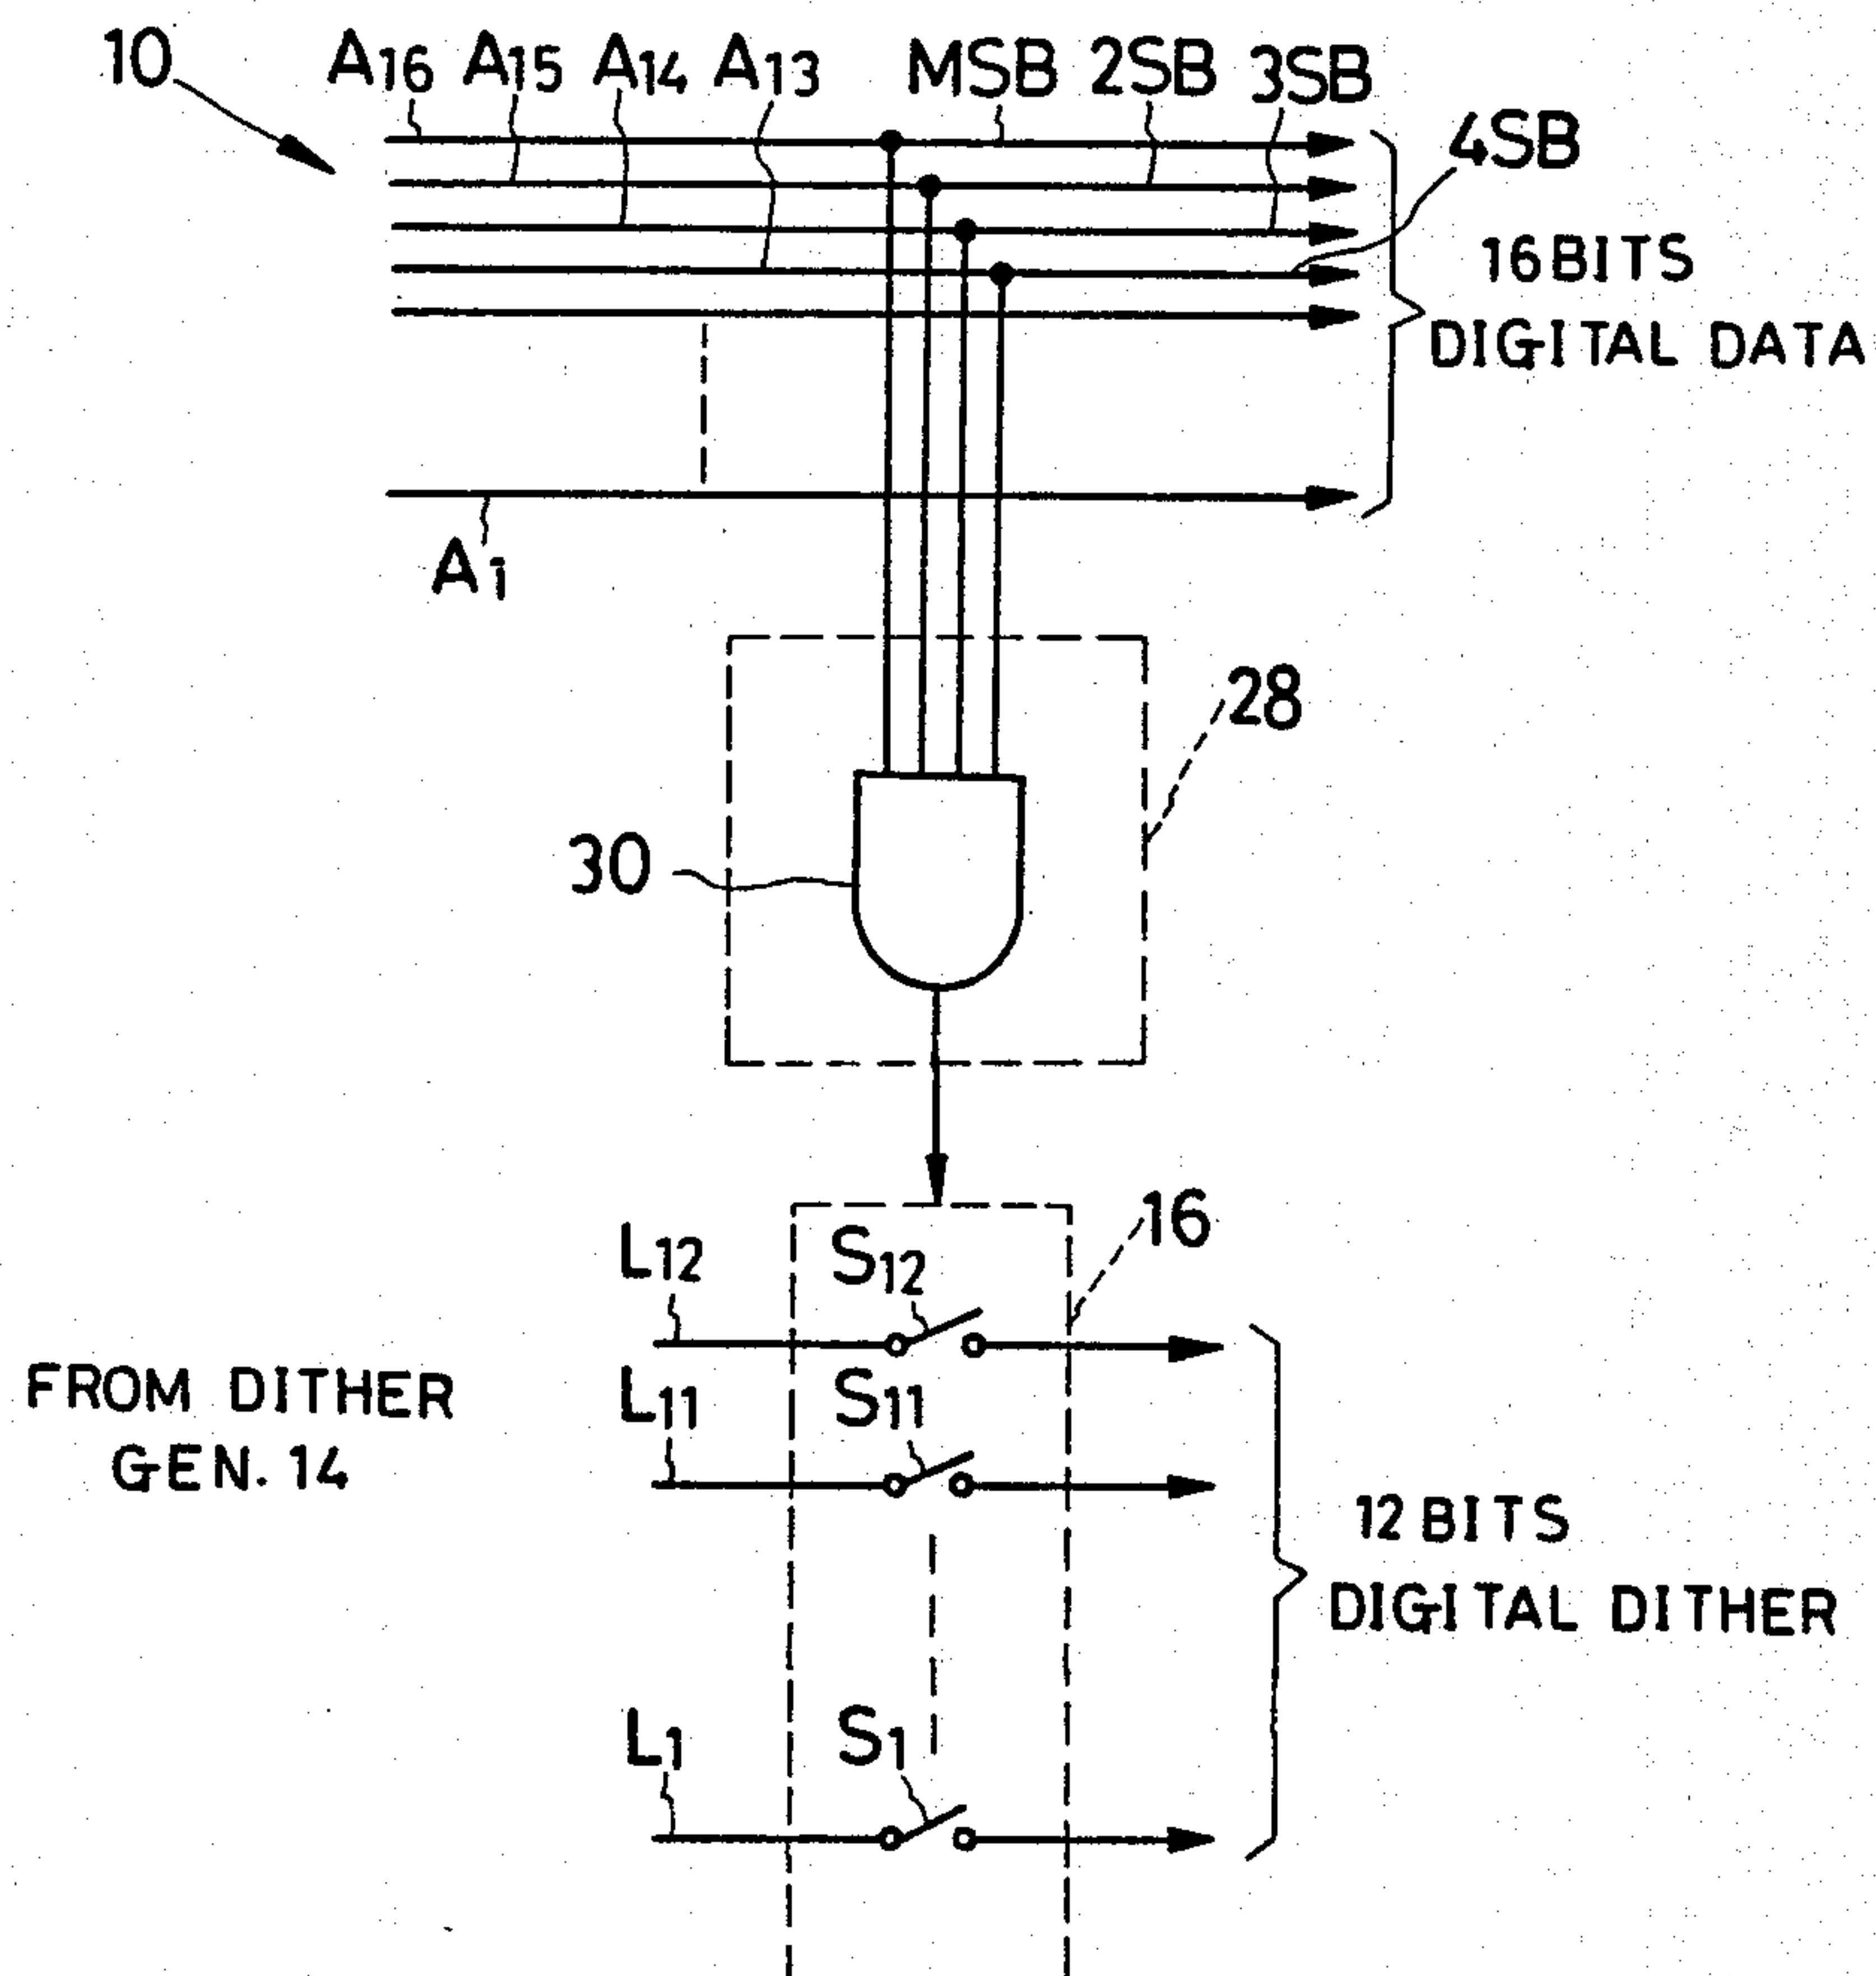 10 A16 A15 A14 A13 MSB 2SB 3SB
4SB
16 BITS
DIGITAL DATA
A1
28
30
16
L12 S12
FROM DITHER
GEN. 14
L11 S11
12 BITS
DIGITAL DITHER
L1 S1